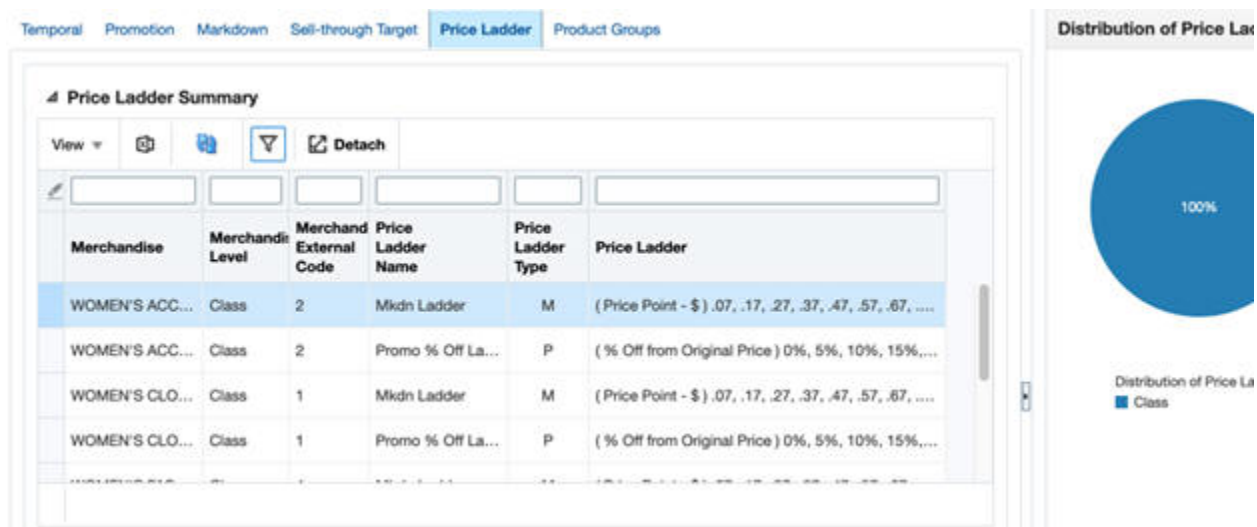 Temporal Promotion Markdown Sell-through Target Price Ladder Product Groups
Distribution of Price Lad
Price Ladder Summary
View Detach
Merchandise Merchandis Level Merchand External Code Price Ladder Name Price Ladder Type Price Ladder
WOMEN'S ACC... Class 2 Mkdn Ladder M ( Price Point - $ ) .07, .17, .27, .37, .47, .57, .67, ....
WOMEN'S ACC... Class 2 Promo % Off La... P ( % Off from Original Price ) 0%, 5%, 10%, 15%,...
WOMEN'S CLO... Class 1 Mkdn Ladder M ( Price Point - $ ) .07, .17, .27, .37, .47, .57, .67, ....
WOMEN'S CLO... Class 1 Promo % Off La... P ( % Off from Original Price ) 0%, 5%, 10%, 15%,...
100%
Distribution of Price La
Class